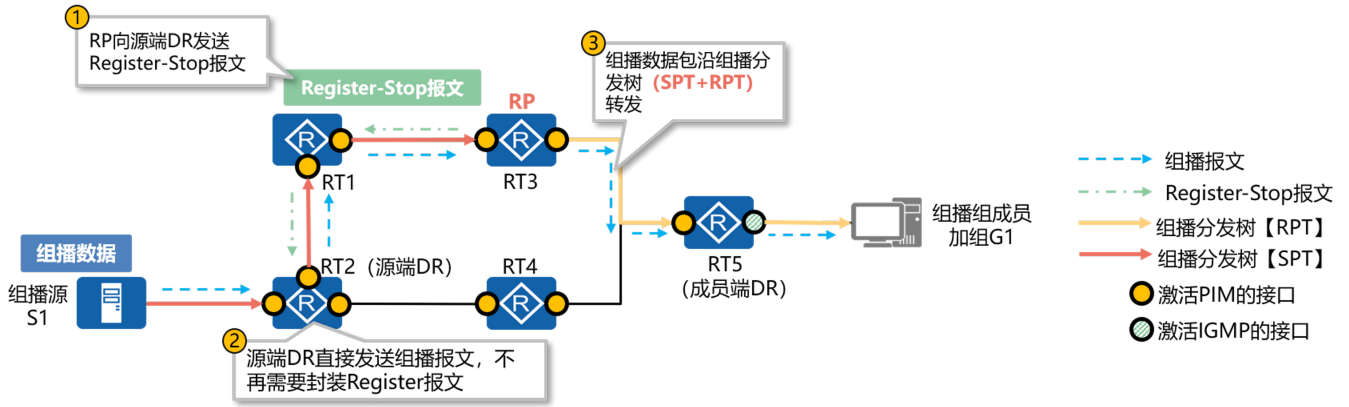 1
RP向源端DR发送
Register-Stop报文
3
组播数据包沿组播分
发树（SPT+RPT）
转发
Register-Stop报文
RP
R
R
RT1
RT3
组播报文
Register-Stop报文
组播分发树【RPT】
组播分发树【SPT】
激活PIM的接口
激活IGMP的接口
R
RT5
（成员端DR）
组播组成员
加组G1
组播数据
组播源
S1
RT2（源端DR）
RT4
R
R
2
源端DR直接发送组播报文，不
再需要封装Register报文